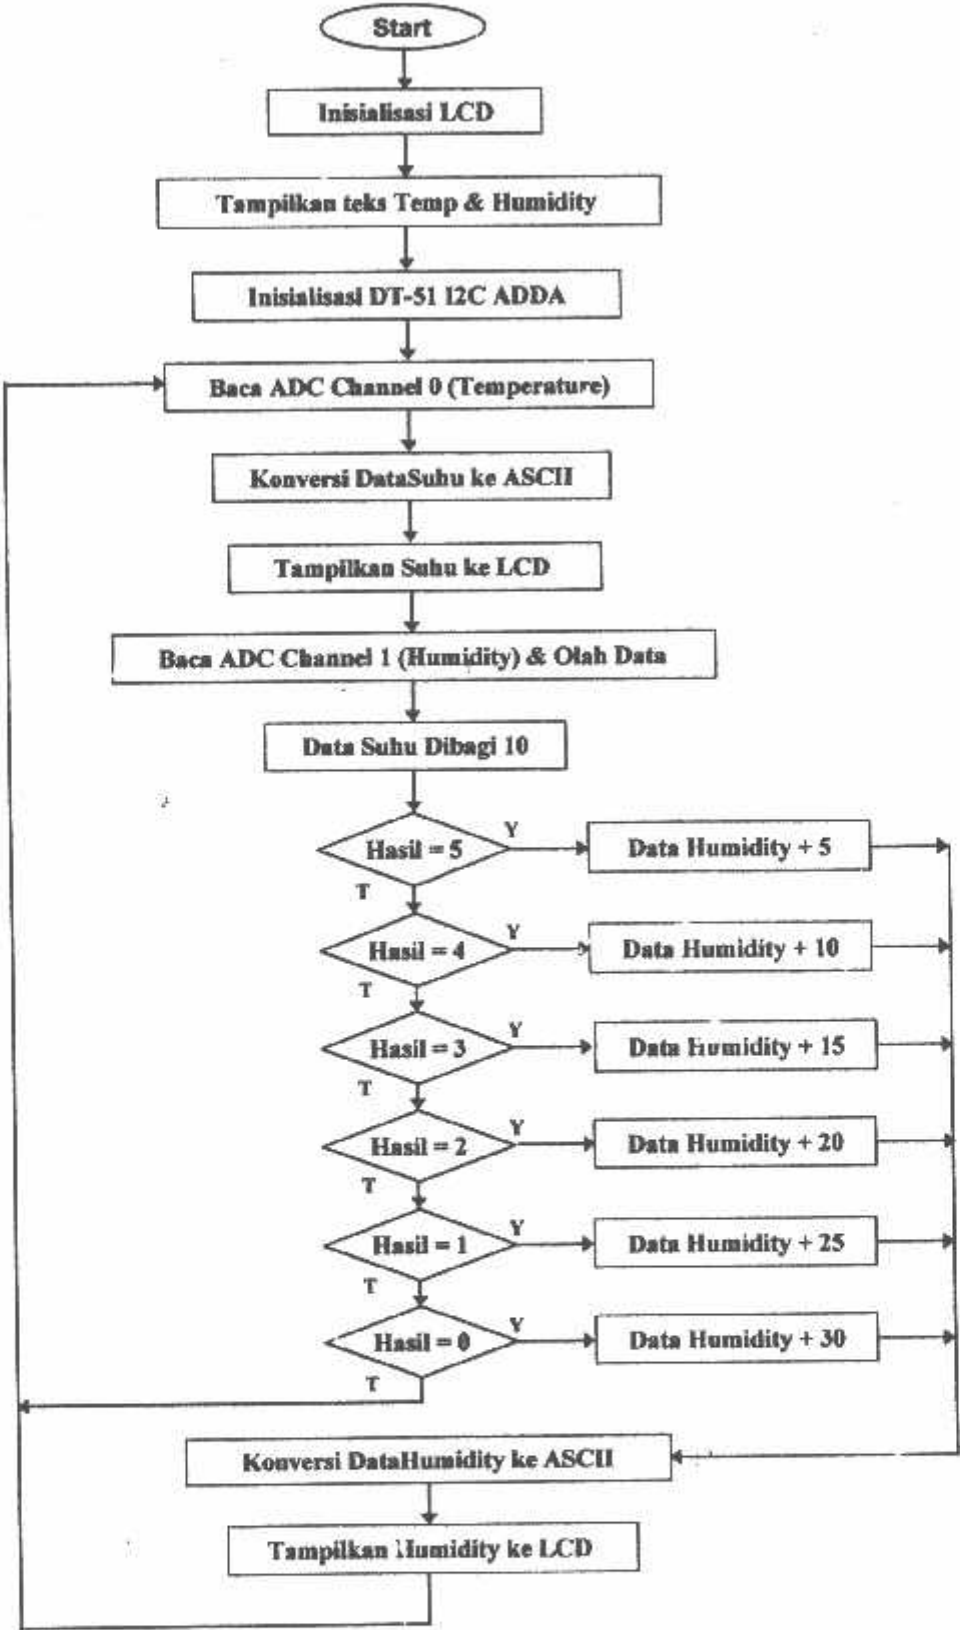 Start
Inisialisasi LCD
Tampilkan teks Temp & Humidity
Inisialisasi DT-51 I2C ADDA
Baca ADC Channel 0 (Temperature)
Konversi DataSuhu ke ASCII
Tampilkan Suhu ke LCD
Baca ADC Channel 1 (Humidity) & Olah Data
Data Suhu Dibagi 10
Hasil = 5
Y
Data Humidity + 5
T
Hasil = 4
Y
Data Humidity + 10
T
Hasil = 3
Y
Data Humidity + 15
T
Hasil = 2
Y
Data Humidity + 20
T
Hasil = 1
Y
Data Humidity + 25
T
Hasil = 0
Y
Data Humidity + 30
T
Konversi DataHumidity ke ASCII
Tampilkan Humidity ke LCD